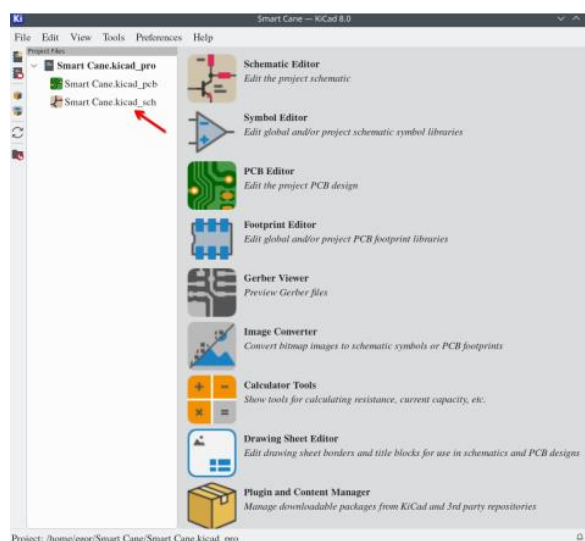 Ki
Smart Cane — KiCad 8.0
File Edit View Tools Preferences Help
Project Files
Smart Cane.kicad_pro
Smart Cane.kicad_pcb
Smart Cane.kicad_sch
Schematic Editor
Edit the project schematic
Symbol Editor
Edit global and/or project schematic symbol libraries
PCB Editor
Edit the project PCB design
Footprint Editor
Edit global and/or project PCB footprint libraries
Gerber Viewer
Preview Gerber files
Image Converter
Convert bitmap images to schematic symbols or PCB footprints
Calculator Tools
Show tools for calculating resistance, current capacity, etc.
Drawing Sheet Editor
Edit drawing sheet borders and title blocks for use in schematics and PCB designs
Plugin and Content Manager
Manage downloadable packages from KiCad and 3rd party repositories
Project: /home/egor/Smart Cane/Smart Cane.kicad_pro